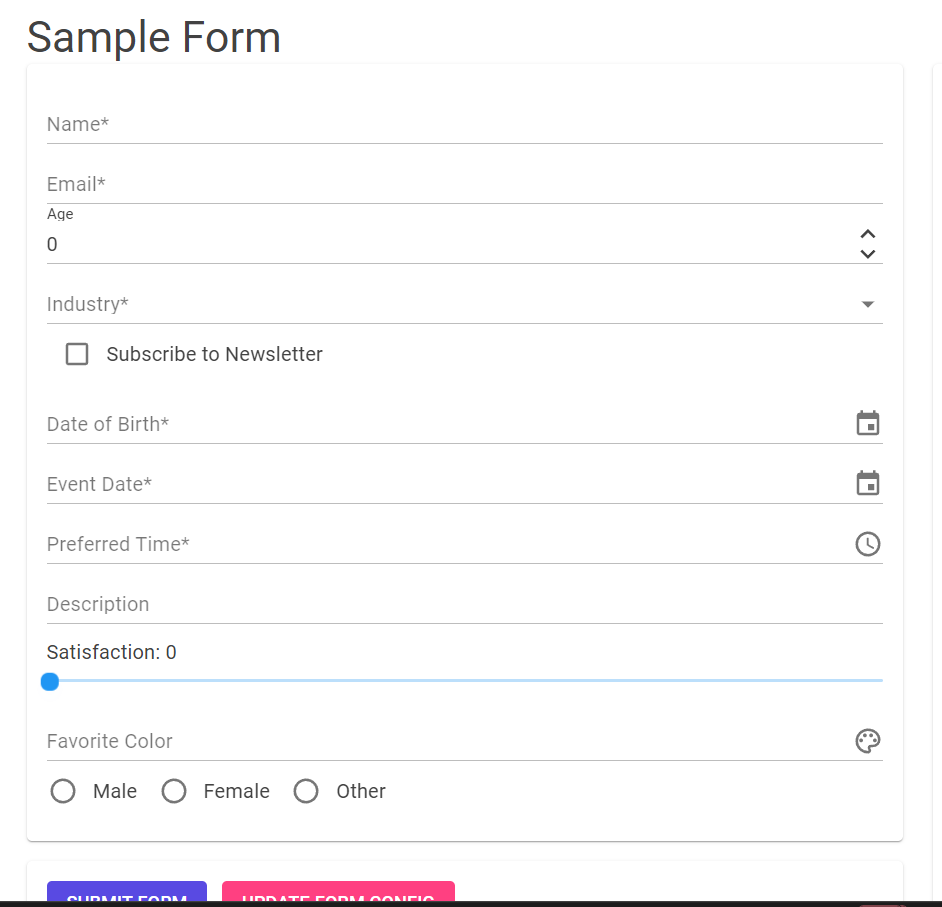 Sample Form
Name*
Email*
Age
0
Industry*
Subscribe to Newsletter
Date of Birth*
Event Date*
Preferred Time*
Description
Satisfaction: 0
Favorite Color
Male Female Other
SUBMIT FORM UPDATE FORM CONFIG